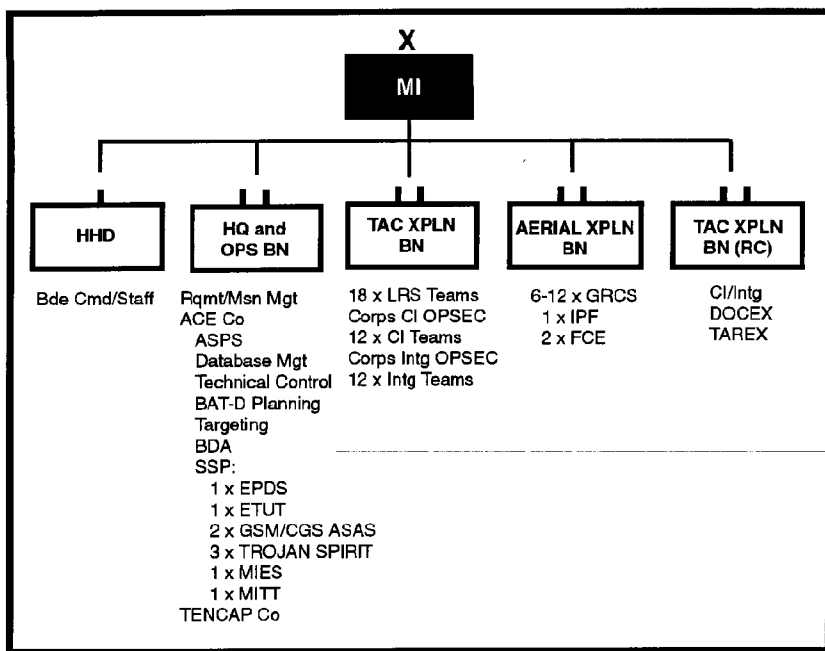 X
MI
HHD
Bde Cmd/Staff
HQ and
OPS BN
Rqmt/Msn Mgt
ACE Co
ASPS
Database Mgt
Technical Control
BAT-D Planning
Targeting
BDA
SSP:
1 x EPDS
1 x ETUT
2 x GSM/CGS ASAS
3 x TROJAN SPIRIT
1 x MIES
1 x MITT
TENCAP Co
TAC XPLN
BN
18 x LRS Teams
Corps CI OPSEC
12 x CI Teams
Corps Intg OPSEC
12 x Intg Teams
AERIAL XPLN
BN
6-12 x GRCS
1 x IPF
2 x FCE
TAC XPLN
BN (RC)
CI/Intg
DOCEX
TAREX